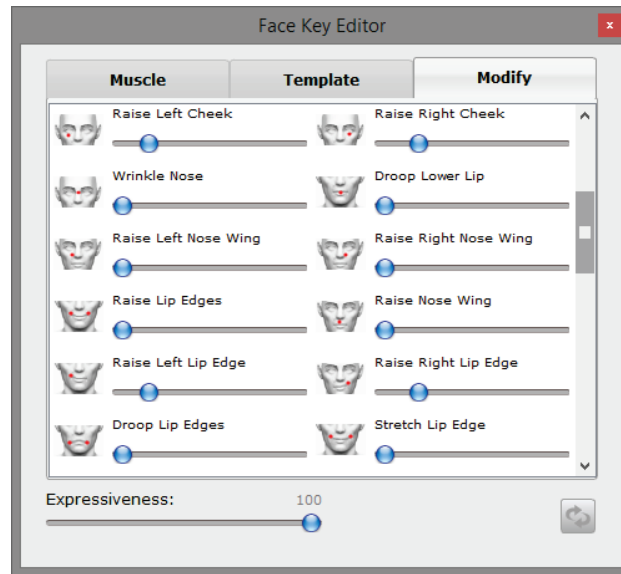 Face Key Editor
x
Muscle Template Modify
Raise Left Cheek Raise Right Cheek
Wrinkle Nose Droop Lower Lip
Raise Left Nose Wing Raise Right Nose Wing
Raise Lip Edges Raise Nose Wing
Raise Left Lip Edge Raise Right Lip Edge
Droop Lip Edges Stretch Lip Edge
Expressiveness: 100